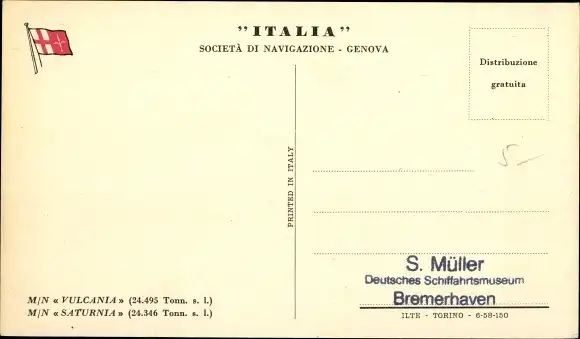 "ITALIA"
SOCIETÀ DI NAVIGAZIONE - GENOVA
Distribuzione
gratuita
5-
PRINTED IN ITALY
S. Müller
Deutsches Schiffahrtsmuseum
Bremerhaven
M/N « VULCANIA » (24.495 Tonn. s. l.)
M/N « SATURNIA » (24.346 Tonn. s. l.)
ILTE - TORINO - 6-58-150